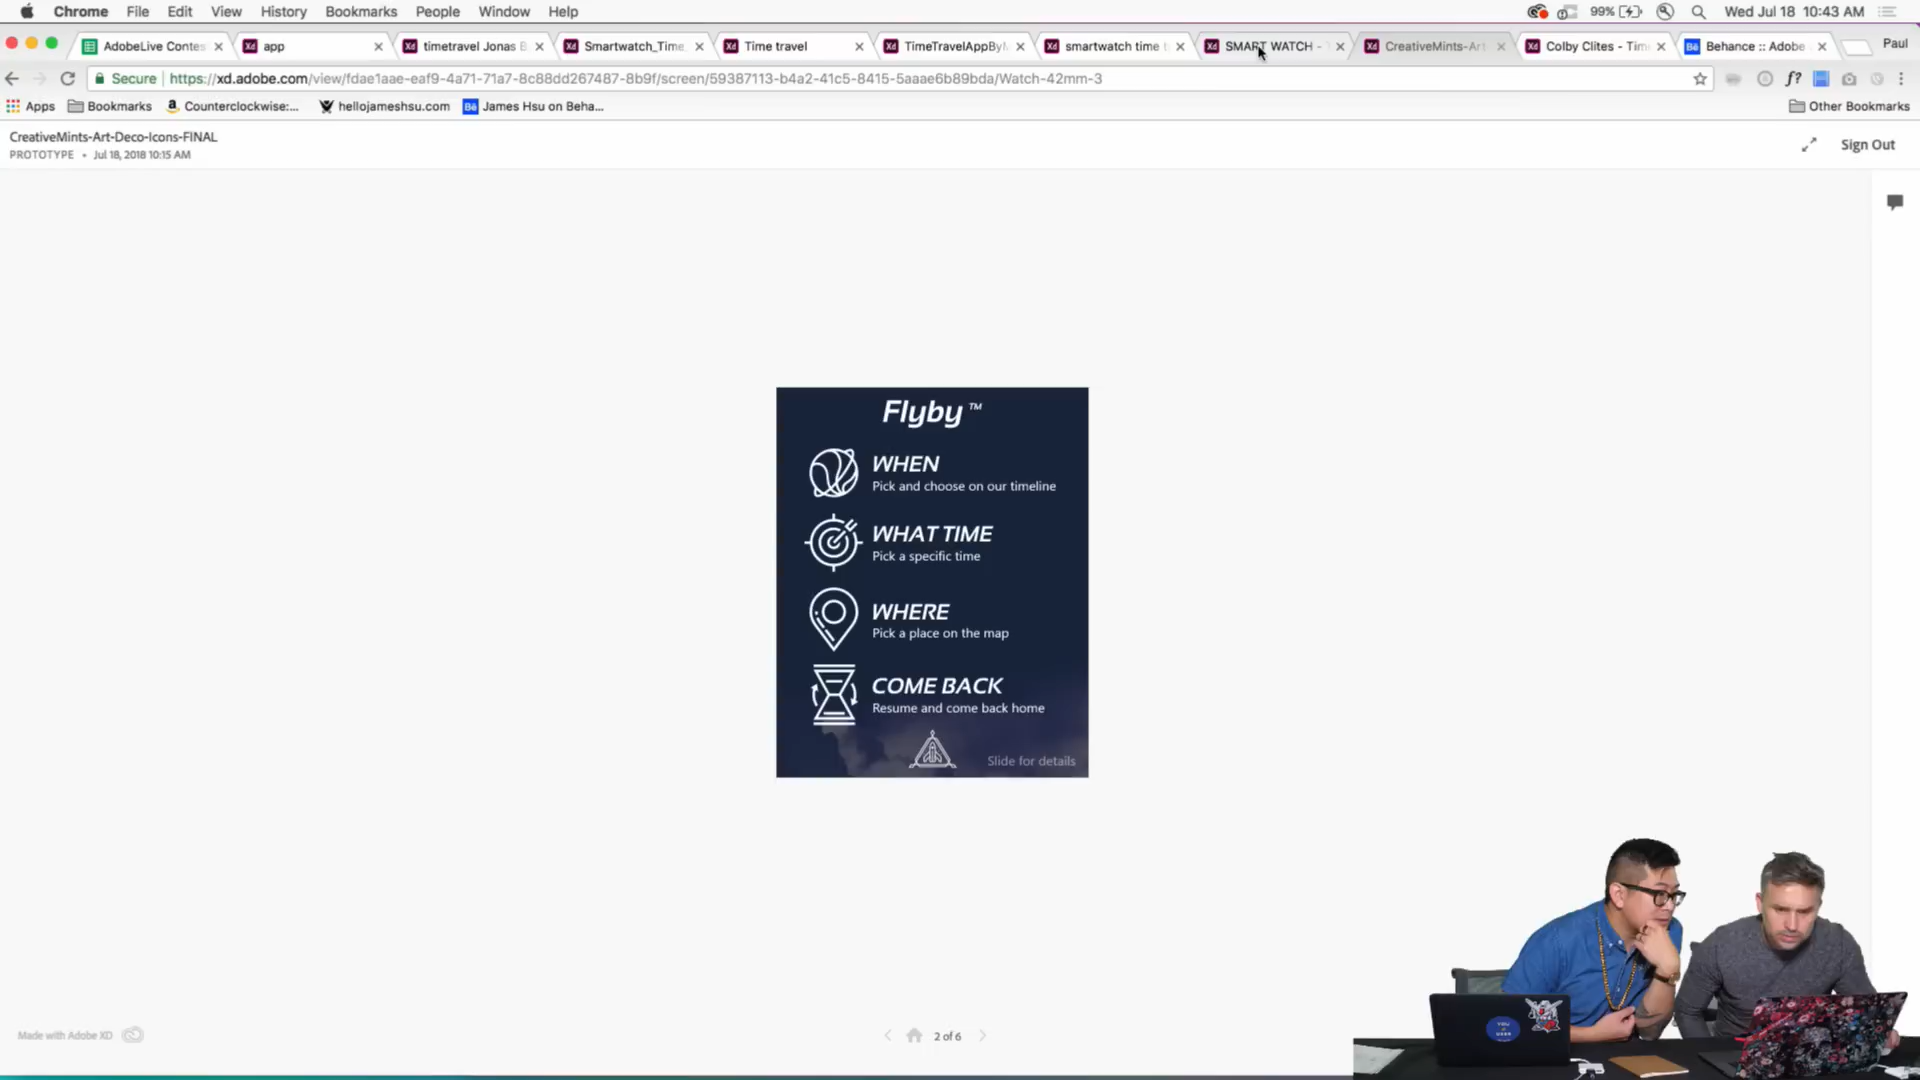 Chrome File Edit View History Bookmarks People Window Help
99% Wed Jul 18 10:43 AM
AdobeLive Contes
app
timetravel Jonas B
Smartwatch_Time
Time travel
TimeTravelAppBy
smartwatch time t
SMART WATCH -
CreativeMints-Art
Colby Clites - Tim
Behance :: Adobe
Paul
Secure https://xd.adobe.com/view/fdae1aae-eaf9-4a71-71a7-8c88dd267487-8b9f/screen/59387113-b4a2-41c5-8415-5aaae6b89bda/Watch-42mm-3
Apps Bookmarks Counterclockwise:... hellojameshsu.com James Hsu on Beha... Other Bookmarks
CreativeMints-Art-Deco-Icons-FINAL
PROTOTYPE • Jul 18, 2018 10:15 AM
Sign Out
Flyby™
WHEN
Pick and choose on our timeline
WHAT TIME
Pick a specific time
WHERE
Pick a place on the map
COME BACK
Resume and come back home
Slide for details
Made with Adobe XD
2 of 6